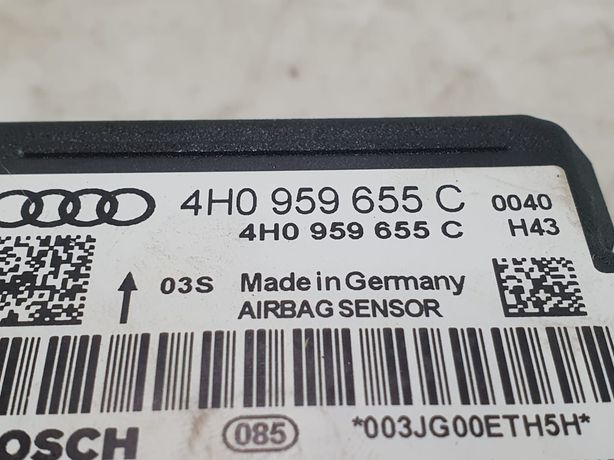 4H0 959 655 C 0040
4H0 959 655 C H43
03S Made in Germany
AIRBAG SENSOR
BOSCH 085 *003JG00ETH5H*